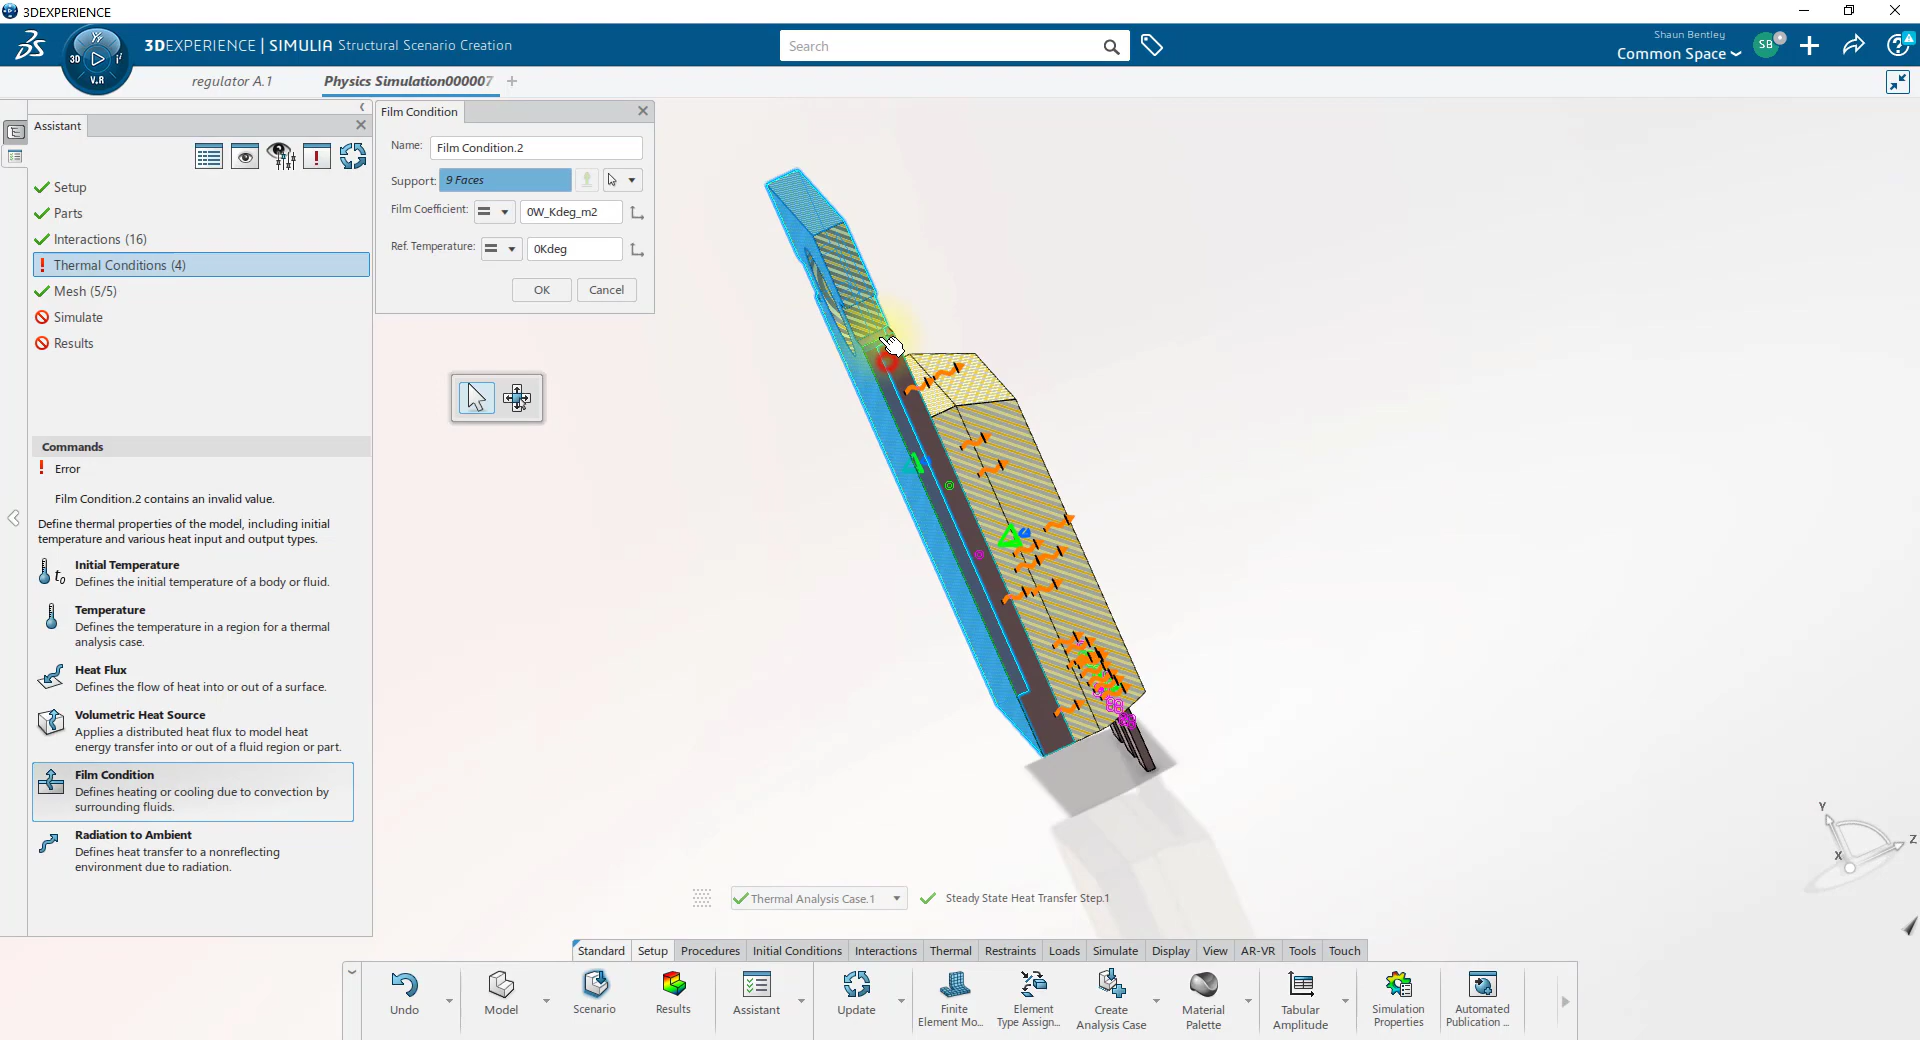 3DEXPERIENCE
3DEXPERIENCE | SIMULIA Structural Scenario Creation
3D
V.R
Search
Shaun Bentley
Common Space
SB
regulator A.1
Physics Simulation000007
Assistant
Setup
Parts
Interactions (16)
Thermal Conditions (4)
Mesh (5/5)
Simulate
Results
Commands
Error
Film Condition.2 contains an invalid value.
Define thermal properties of the model, including initial
temperature and various heat input and output types.
Initial Temperature
Defines the initial temperature of a body or fluid.
Temperature
Defines the temperature in a region for a thermal
analysis case.
Heat Flux
Defines the flow of heat into or out of a surface.
Volumetric Heat Source
Applies a distributed heat flux to model heat
energy transfer into or out of a fluid region or part.
Film Condition
Defines heating or cooling due to convection by
surrounding fluids.
Radiation to Ambient
Defines heat transfer to a nonreflecting
environment due to radiation.
Film Condition
Name: Film Condition.2
Support: 9 Faces
Film Coefficient: 0W_Kdeg_m2
Ref. Temperature: 0Kdeg
OK Cancel
Y
Z
X
Thermal Analysis Case.1
Steady State Heat Transfer Step.1
Standard Setup Procedures Initial Conditions Interactions Thermal Restraints Loads Simulate Display View AR-VR Tools Touch
Undo
Model
Scenario
Results
Assistant
Update
Finite
Element Mo...
Element
Type Assign...
Create
Analysis Case
Material
Palette
Tabular
Amplitude
Simulation
Properties
Automated
Publication ...